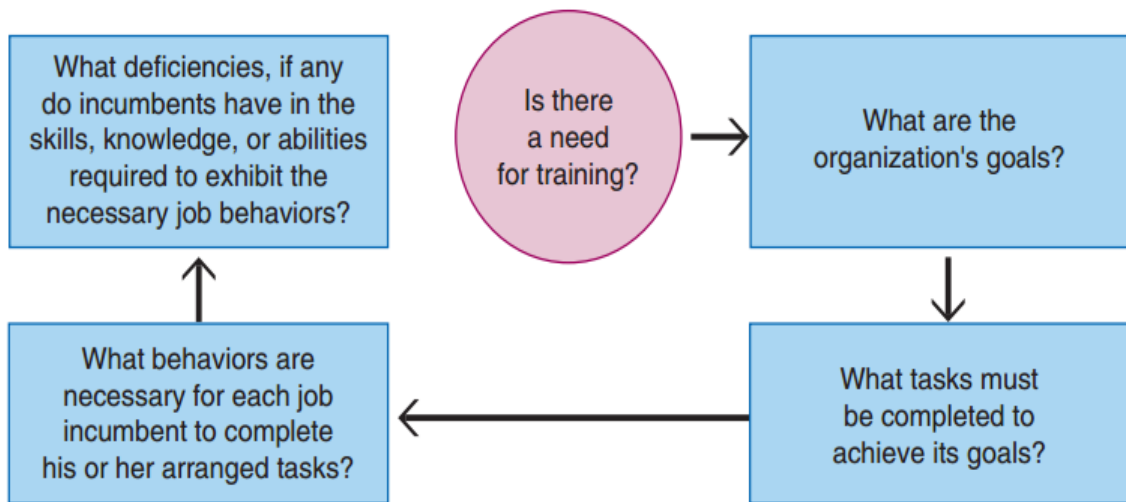 What deficiencies, if any
do incumbents have in the
skills, knowledge, or abilities
required to exhibit the
necessary job behaviors?
Is there
a need
for training?
What are the
organization's goals?
What behaviors are
necessary for each job
incumbent to complete
his or her arranged tasks?
What tasks must
be completed to
achieve its goals?